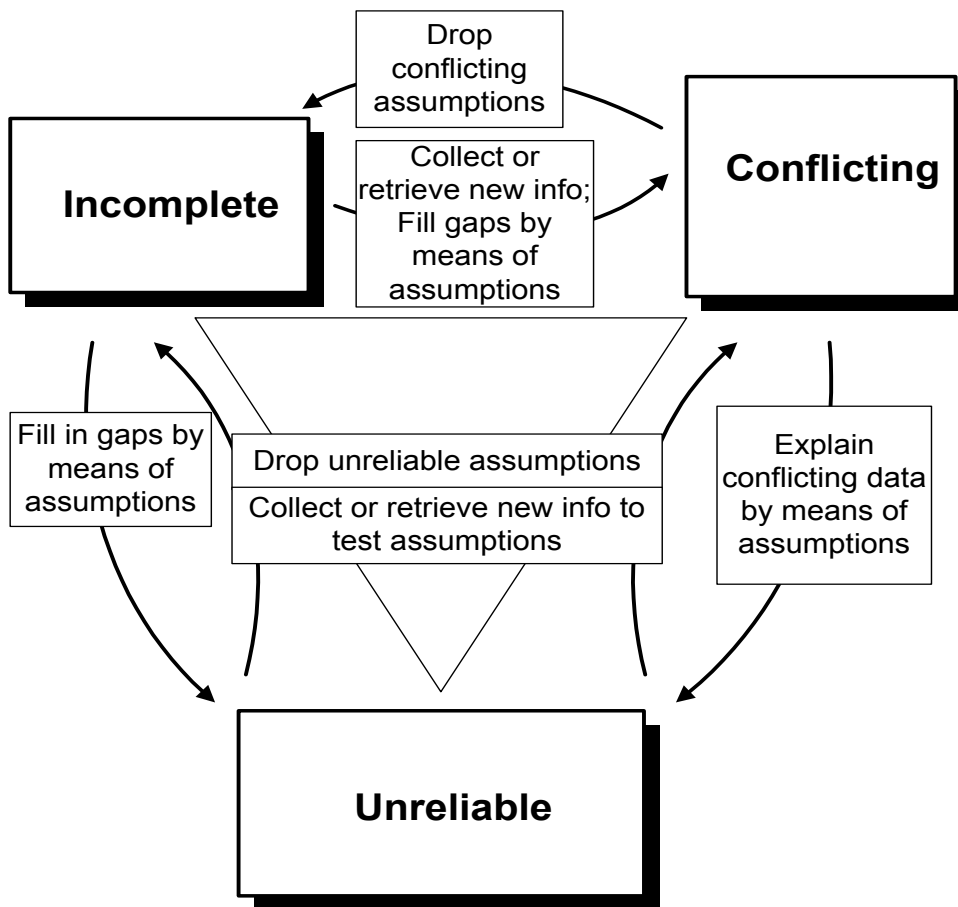 Drop
conflicting
assumptions
Incomplete
Collect or
retrieve new info;
Fill gaps by
means of
assumptions
Conflicting
Fill in gaps by
means of
assumptions
Drop unreliable assumptions
Collect or retrieve new info to
test assumptions
Explain
conflicting data
by means of
assumptions
Unreliable